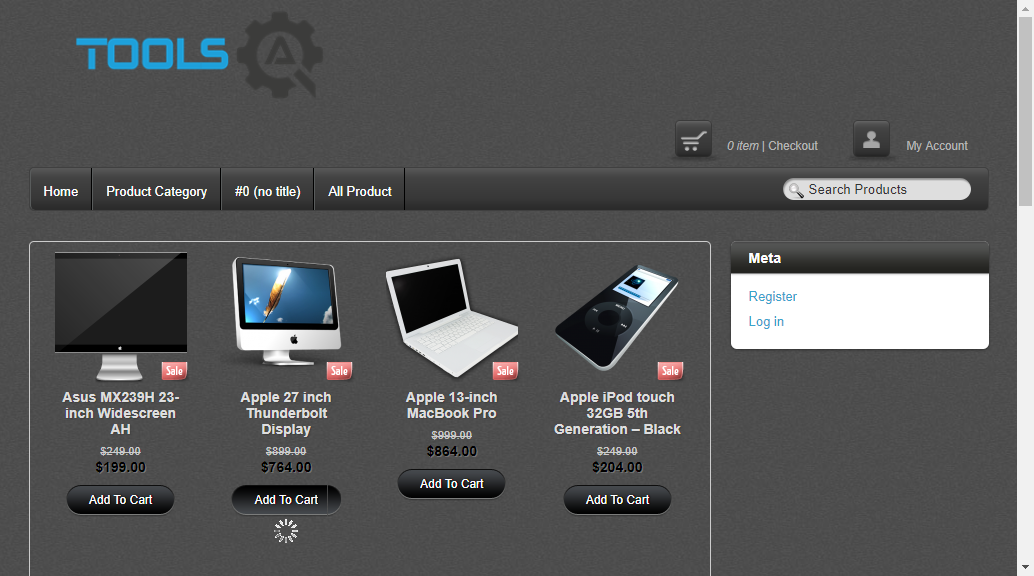 TOOLS
0 item | Checkout
My Account
Home
Product Category
#0 (no title)
All Product
Search Products
Sale
Asus MX239H 23-
inch Widescreen
AH
$249.00
$199.00
Add To Cart
Sale
Apple 27 inch
Thunderbolt
Display
$899.00
$764.00
Add To Cart
Sale
Apple 13-inch
MacBook Pro
$999.00
$864.00
Add To Cart
Sale
Apple iPod touch
32GB 5th
Generation – Black
$249.00
$204.00
Add To Cart
Meta
Register
Log in